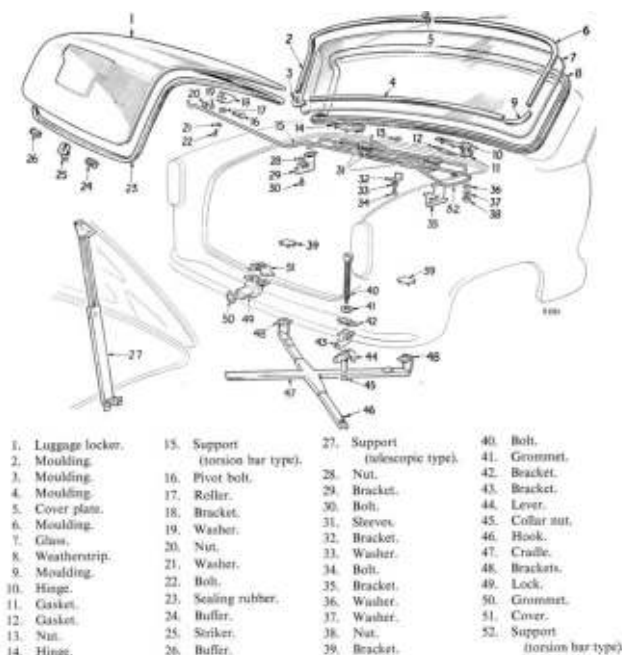 1. Luggage locker.
2. Moulding.
3. Moulding.
4. Moulding.
5. Cover plate.
6. Moulding.
7. Glass.
8. Weatherstrip.
9. Moulding.
10. Hinge.
11. Gasket.
12. Gasket.
13. Nut.
14. Hinge.
15. Support
(torsion bar type).
16. Pivot bolt.
17. Roller.
18. Bracket.
19. Washer.
20. Nut.
21. Washer.
22. Bolt.
23. Sealing rubber.
24. Buffer.
25. Striker.
26. Buffer.
27. Support
(telescopic type).
28. Nut.
29. Bracket.
30. Bolt.
31. Sleeves.
32. Bracket.
33. Washer.
34. Bolt.
35. Bracket.
36. Washer.
37. Washer.
38. Nut.
39. Bracket.
40. Bolt.
41. Grommet.
42. Bracket.
43. Bracket.
44. Lever.
45. Collar nut.
46. Hook.
47. Cradle.
48. Brackets.
49. Lock.
50. Grommet.
51. Cover.
52. Support
(torsion bar type)